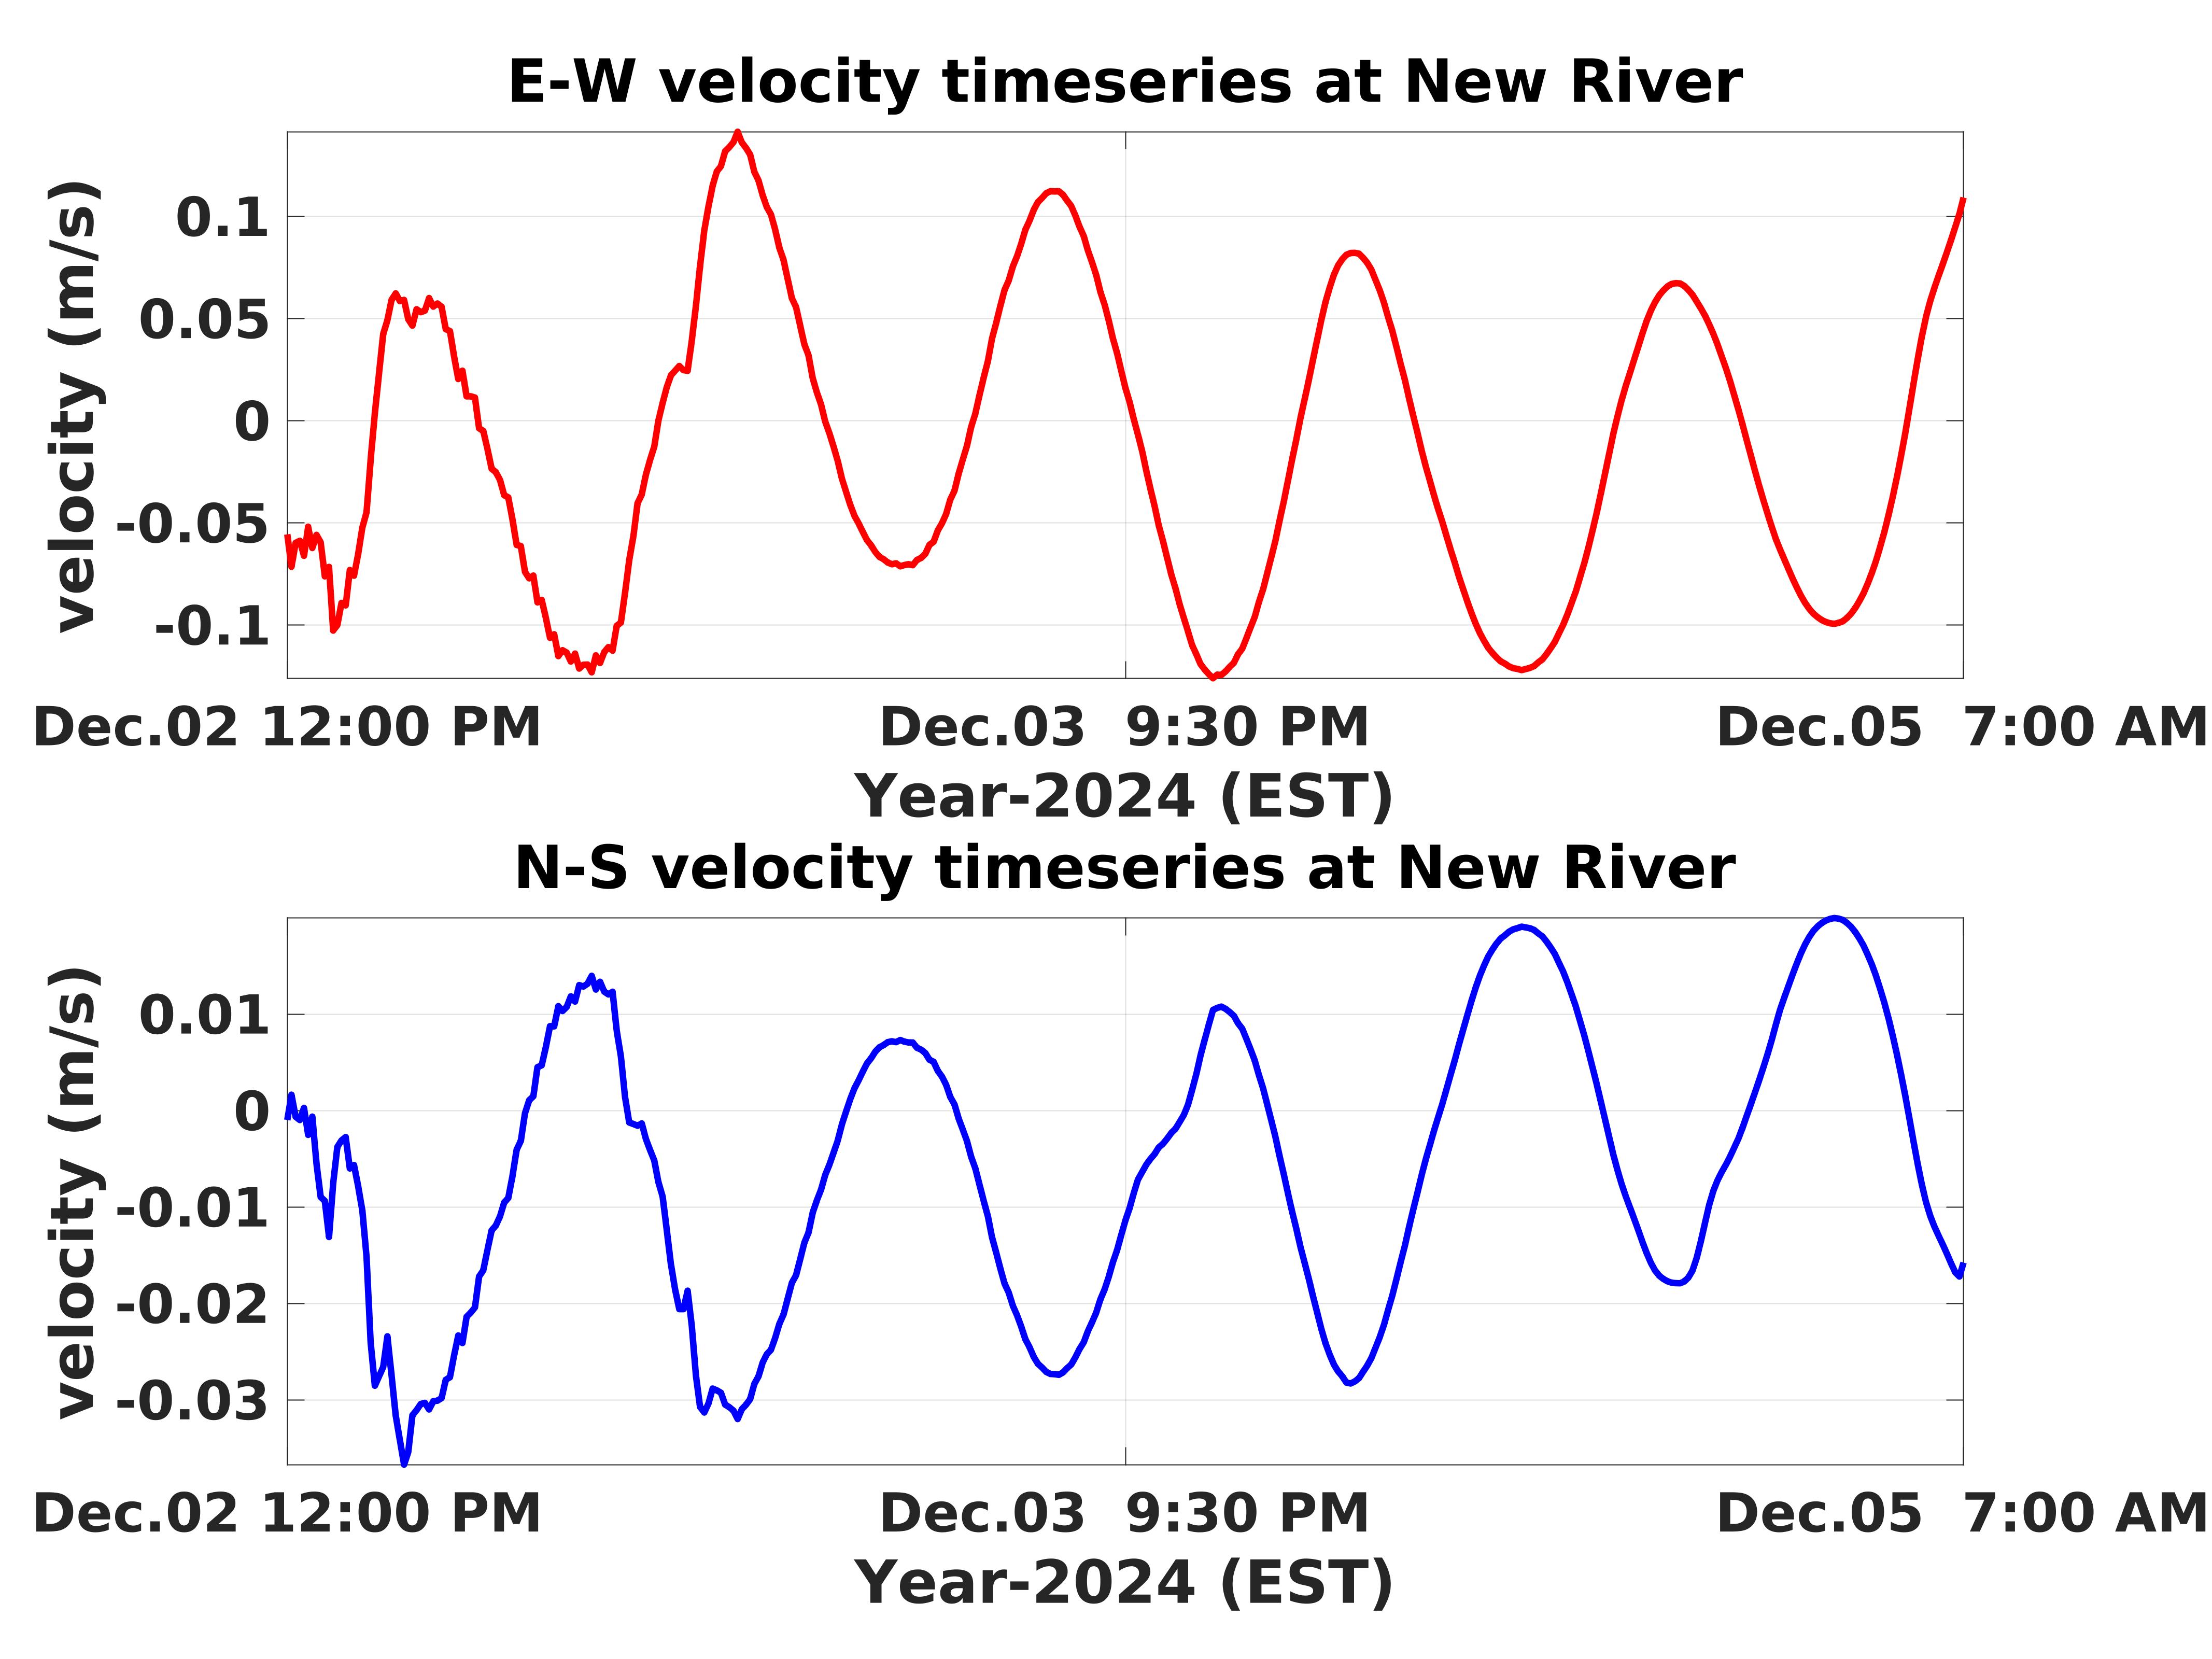 E-W velocity timeseries at New River
velocity (m/s)
0.1
0.05
0
-0.05
-0.1
Dec.02 12:00 PM Dec.03  9:30 PM Dec.05  7:00 AM
Year-2024 (EST)
N-S velocity timeseries at New River
velocity (m/s)
0.01
0
-0.01
-0.02
-0.03
Dec.02 12:00 PM Dec.03  9:30 PM Dec.05  7:00 AM
Year-2024 (EST)